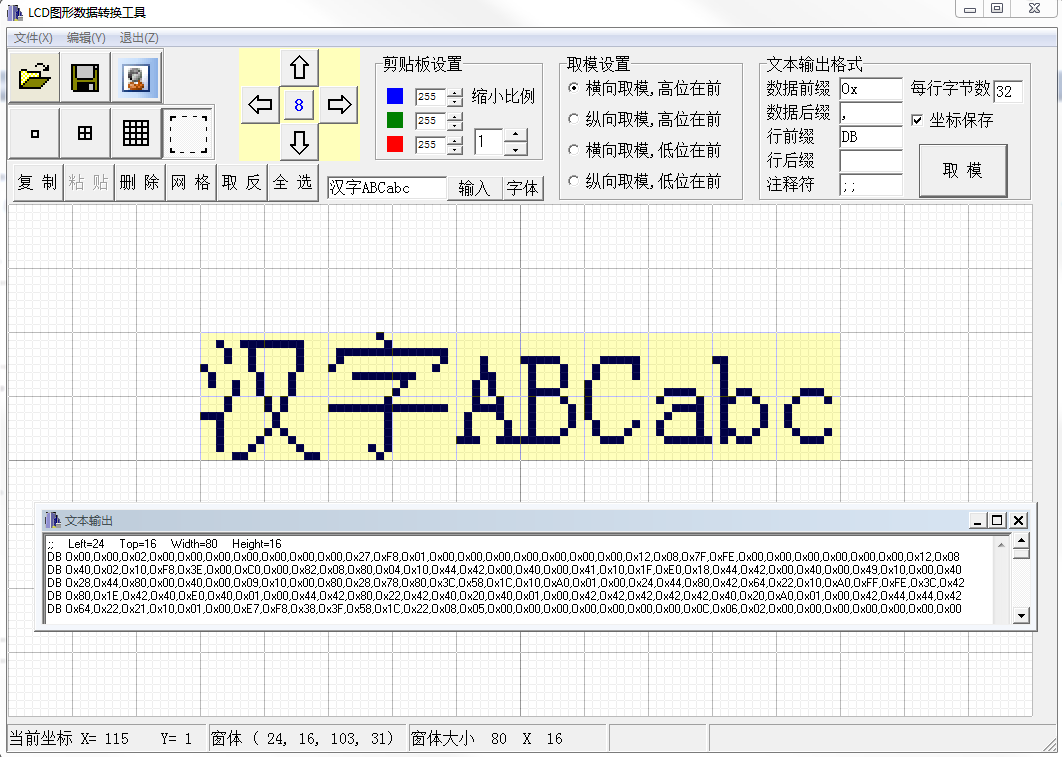 LCD图形数据转换工具
文件(X) 编辑(Y) 退出(Z)
8
剪贴板设置
255
255
255
缩小比例
1
取模设置
横向取模,高位在前
纵向取模,高位在前
横向取模,低位在前
纵向取模,低位在前
文本输出格式
数据前缀 0x
数据后缀 ,
行前缀 DB
行后缀
注释符 ;;
每行字节数 32
坐标保存
取 模
复 制 粘 贴 删 除 网 格 取 反 全 选
汉字ABCabc 输入 字体
汉字ABCabc
文本输出
;; Left=24 Top=16 Width=80 Height=16
DB 0x00,0x00,0x02,0x00,0x00,0x00,0x00,0x00,0x00,0x00,0x27,0xF8,0x01,0x00,0x00,0x00,0x00,0x00,0x00,0x00,0x12,0x08,0x7F,0xFE,0x00,0x00,0x00,0x00,0x00,0x00,0x12,0x08
DB 0x40,0x02,0x10,0xF8,0x3E,0x00,0xC0,0x00,0x82,0x08,0x80,0x04,0x10,0x44,0x42,0x00,0x40,0x00,0x41,0x10,0x1F,0xE0,0x18,0x44,0x42,0x00,0x40,0x00,0x49,0x10,0x00,0x40
DB 0x28,0x44,0x80,0x00,0x40,0x00,0x09,0x10,0x00,0x80,0x28,0x78,0x80,0x3C,0x58,0x1C,0x10,0xA0,0x01,0x00,0x24,0x44,0x80,0x42,0x64,0x22,0x10,0xA0,0xFF,0xFE,0x3C,0x42
DB 0x80,0x1E,0x42,0x40,0xE0,0x40,0x01,0x00,0x44,0x42,0x80,0x22,0x42,0x40,0x20,0x40,0x01,0x00,0x42,0x42,0x42,0x42,0x42,0x40,0x20,0xA0,0x01,0x00,0x42,0x44,0x44,0x42
DB 0x64,0x22,0x21,0x10,0x01,0x00,0xE7,0xF8,0x38,0x3F,0x58,0x1C,0x22,0x08,0x05,0x00,0x00,0x00,0x00,0x00,0x00,0x00,0x0C,0x06,0x02,0x00,0x00,0x00,0x00,0x00,0x00,0x00
当前坐标 X= 115 Y= 1 窗体 ( 24, 16, 103, 31) 窗体大小 80 X 16